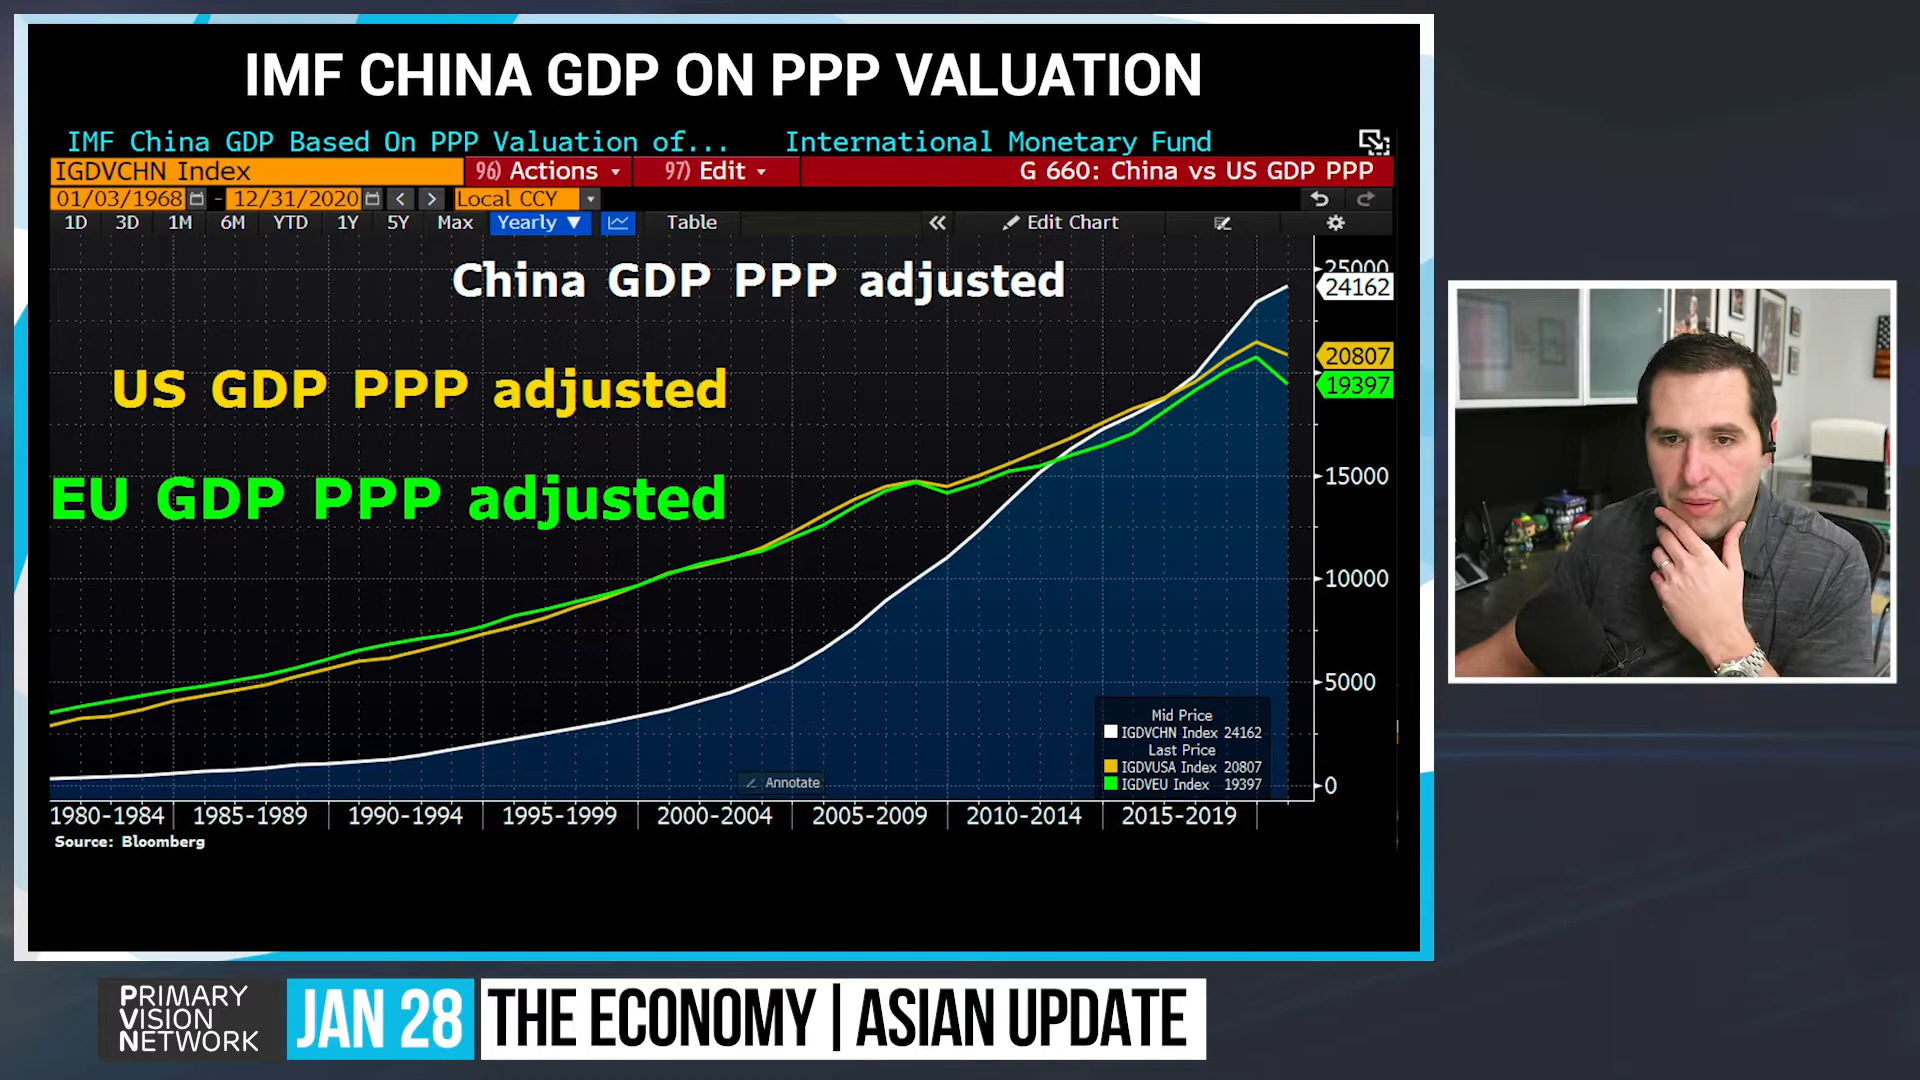 IMF CHINA GDP ON PPP VALUATION
IMF China GDP Based On PPP Valuation of... International Monetary Fund
IGDVCHN Index 96) Actions 97) Edit G 660: China vs US GDP PPP
01/03/1968 - 12/31/2020 Local CCY
1D 3D 1M 6M YTD 1Y 5Y Max Yearly Table Edit Chart
China GDP PPP adjusted
US GDP PPP adjusted
EU GDP PPP adjusted
25000
24162
20807
19397
15000
10000
5000
0
Mid Price
IGDVCHN Index 24162
Last Price
IGDVUSA Index 20807
IGDVEU Index 19397
Annotate
1980-1984 1985-1989 1990-1994 1995-1999 2000-2004 2005-2009 2010-2014 2015-2019
Source: Bloomberg
PRIMARY
VISION
NETWORK
JAN 28 THE ECONOMY | ASIAN UPDATE